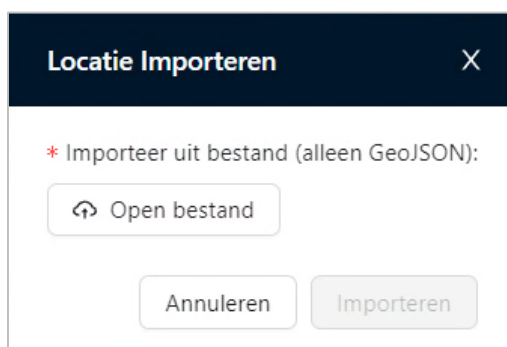 Locatie Importeren
* Importeer uit bestand (alleen GeoJSON):
Open bestand
Annuleren Importeren